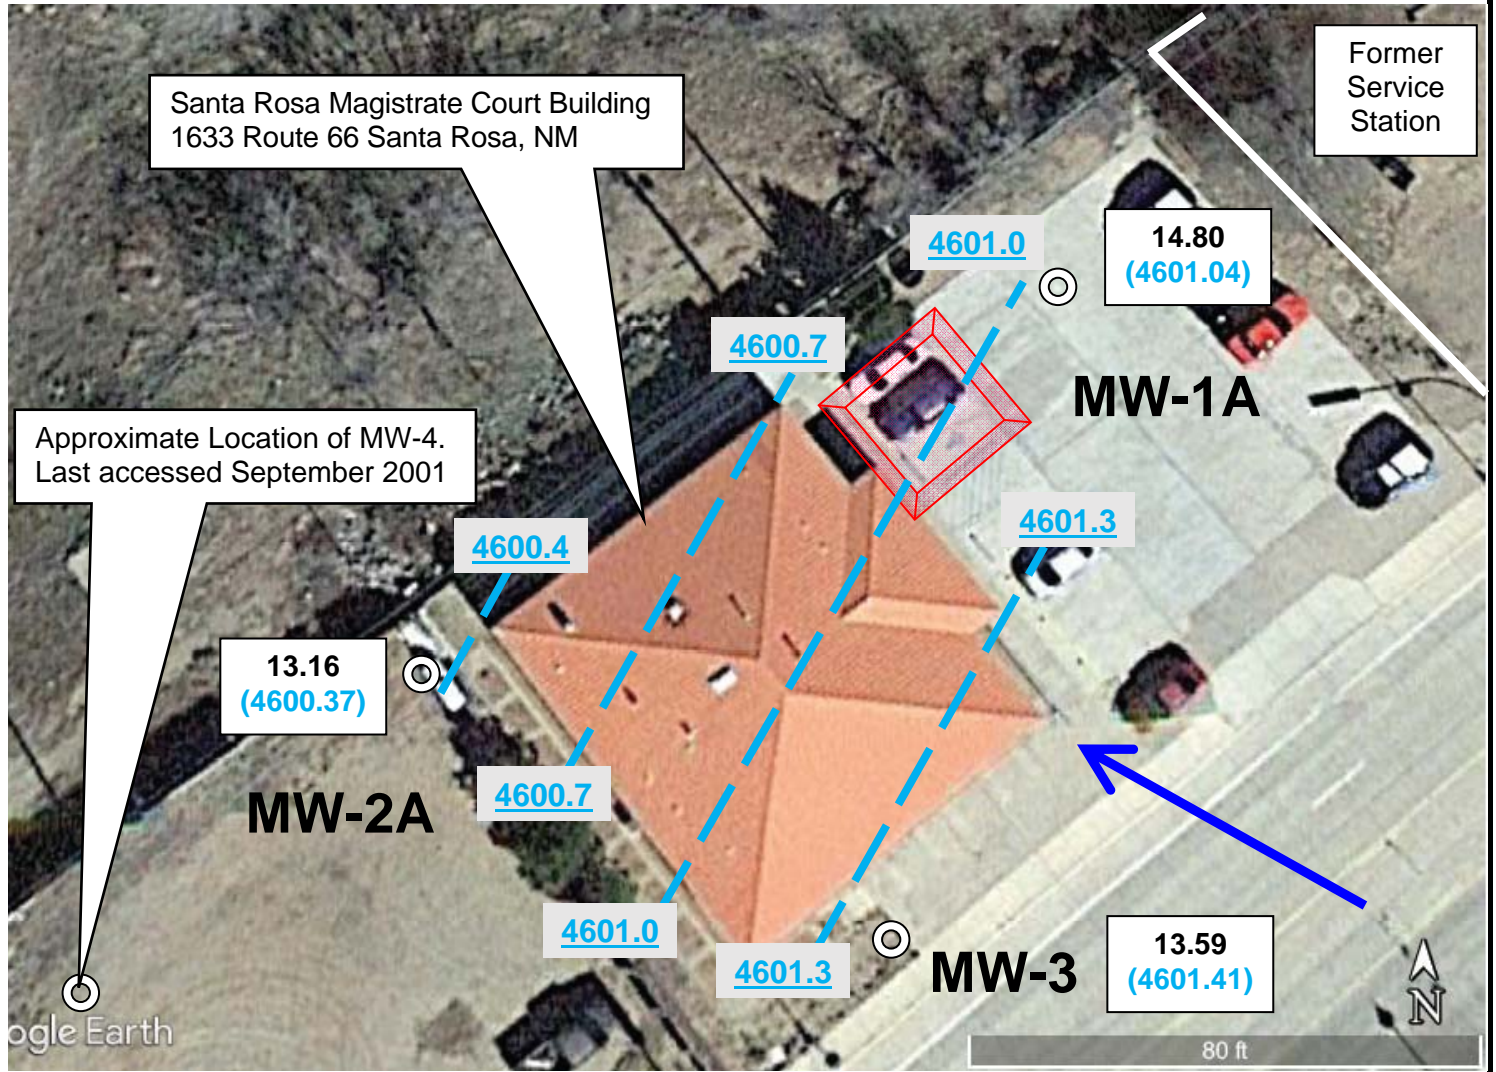 Former
Service
Station
Santa Rosa Magistrate Court Building
1633 Route 66 Santa Rosa, NM
4601.0
14.80
(4601.04)
4600.7
MW-1A
Approximate Location of MW-4.
Last accessed September 2001
4601.3
4600.4
13.16
(4600.37)
4600.7
MW-2A
4601.0
4601.3
MW-3
13.59
(4601.41)
N
ogle Earth
80 ft